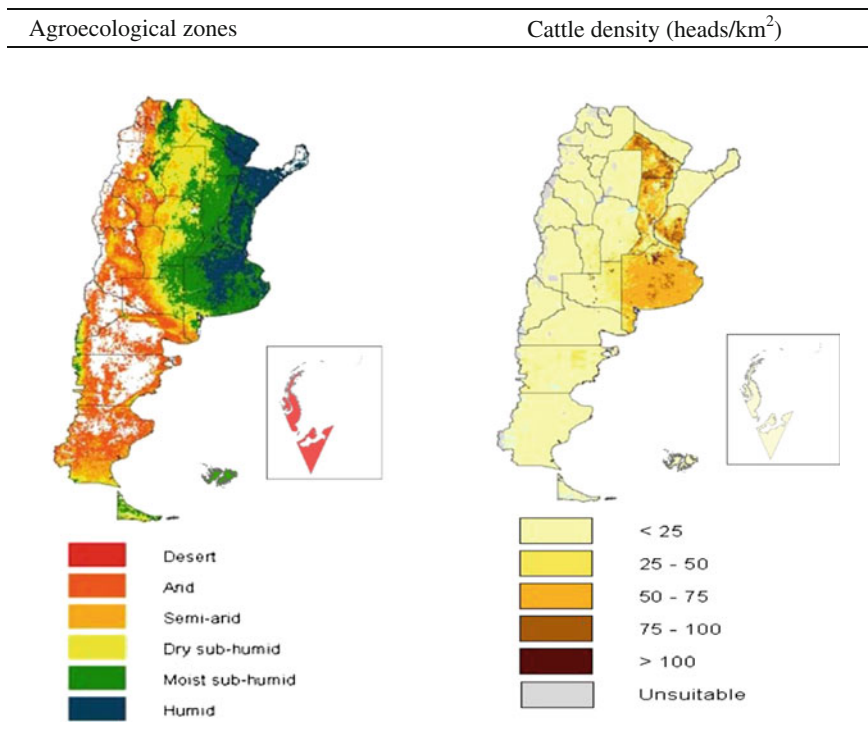 Agroecological zones
Cattle density (heads/km²)
Desert
Arid
Semi-arid
Dry sub-humid
Moist sub-humid
Humid
< 25
25 - 50
50 - 75
75 - 100
> 100
Unsuitable